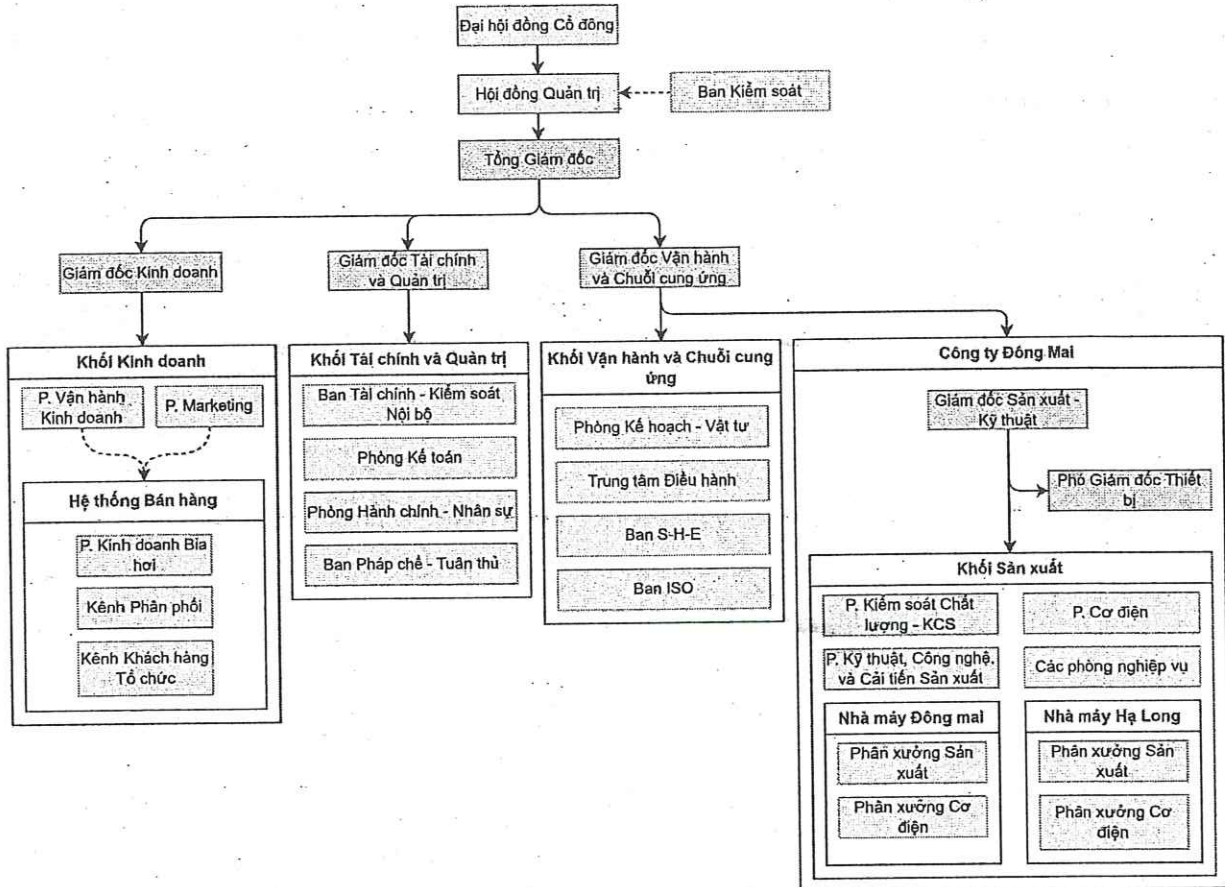 Đại hội đồng Cổ đông
Hội đồng Quản trị
Ban Kiểm soát
Tổng Giám đốc
Giám đốc Kinh doanh
Giám đốc Tài chính
và Quản trị
Giám đốc Vận hành
và Chuỗi cung ứng
Khối Kinh doanh
P. Vận hành
Kinh doanh
P. Marketing
Hệ thống Bán hàng
P. Kinh doanh Bia
hơi
Kênh Phân phối
Kênh Khách hàng
Tổ chức
Khối Tài chính và Quản trị
Ban Tài chính - Kiểm soát
Nội bộ
Phòng Kế toán
Phòng Hành chính - Nhân sự
Ban Pháp chế - Tuân thủ
Khối Vận hành và Chuỗi cung
ứng
Phòng Kế hoạch - Vật tư
Trung tâm Điều hành
Ban S-H-E
Ban ISO
Công ty Đông Mai
Giám đốc Sản xuất -
Kỹ thuật
Phó Giám đốc Thiết
bị
Khối Sản xuất
P. Kiểm soát Chất
lượng - KCS
P. Cơ điện
P. Kỹ thuật, Công nghệ,
và Cải tiến Sản xuất
Các phòng nghiệp vụ
Nhà máy Đông mai
Phân xưởng Sản
xuất
Phân xưởng Cơ
điện
Nhà máy Hạ Long
Phân xưởng Sản
xuất
Phân xưởng Cơ
điện